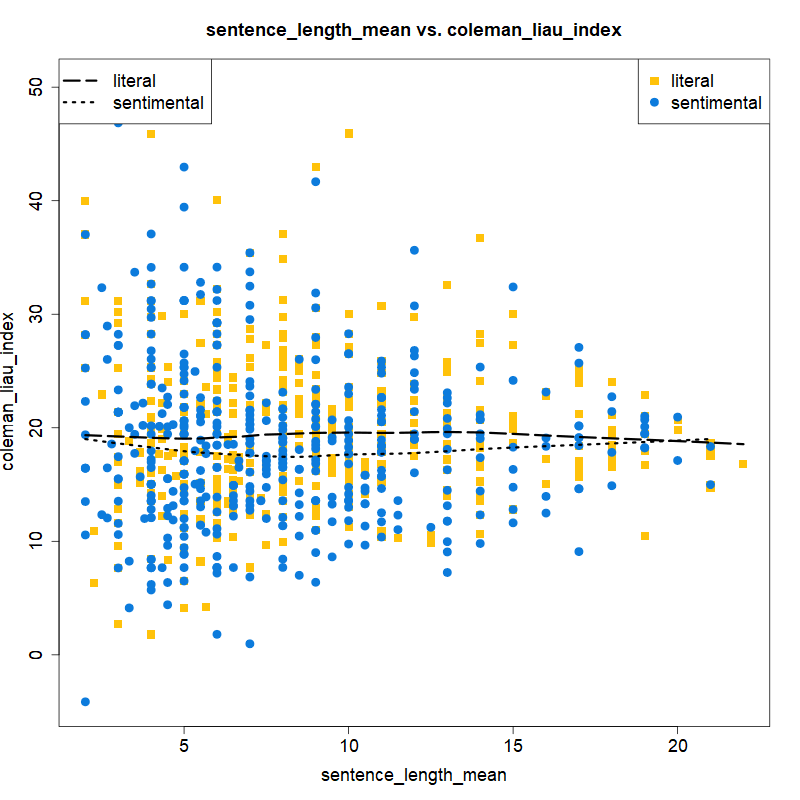 sentence_length_mean vs. coleman_liau_index
literal
sentimental
literal
sentimental
50
40
30
20
10
0
coleman_liau_index
5 10 15 20
sentence_length_mean